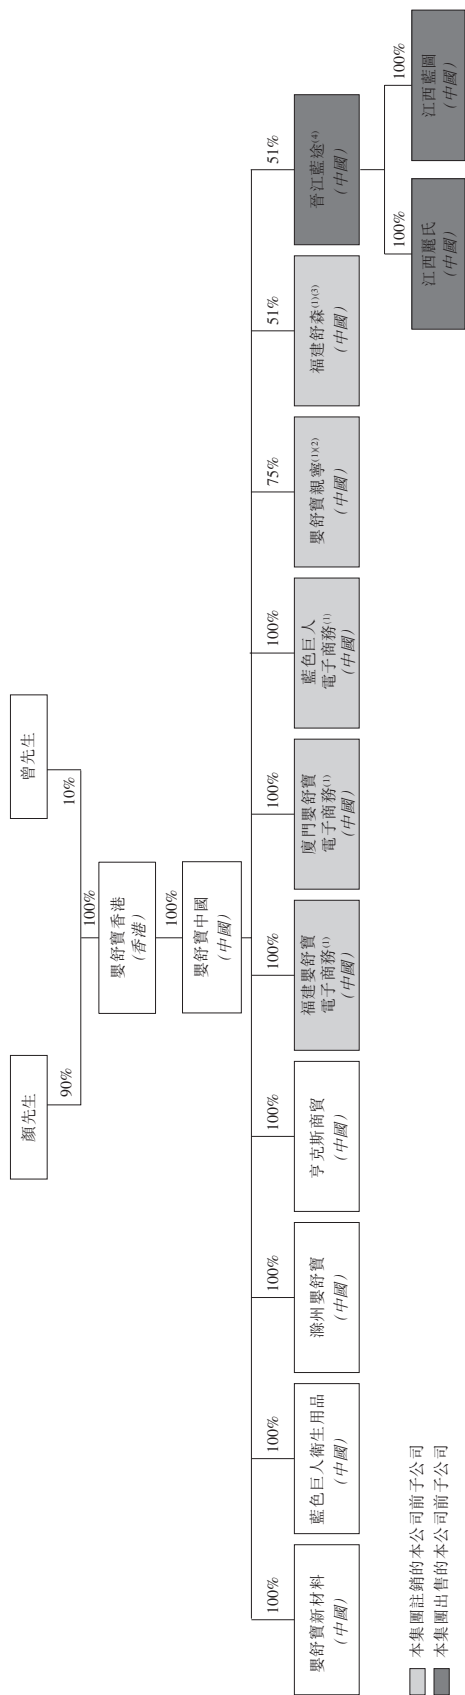 顏先生
曾先生
90%
10%
100%
嬰舒寶香港
(香港)
100%
嬰舒寶中國
(中國)
100%
100%
100%
100%
100%
100%
100%
75%
51%
51%
嬰舒寶新材料
(中國)
藍色巨人衛生用品
(中國)
滁州嬰舒寶
(中國)
亨克斯商貿
(中國)
福建嬰舒寶
電子商務(1)
(中國)
廈門嬰舒寶
電子商務(1)
(中國)
藍色巨人
電子商務(1)
(中國)
嬰舒寶親寧(1)(2)
(中國)
福建舒森(1)(3)
(中國)
晉江藍途(4)
(中國)
100%
100%
江西麗氏
(中國)
江西藍圖
(中國)
本集團註銷的本公司前子公司
本集團出售的本公司前子公司